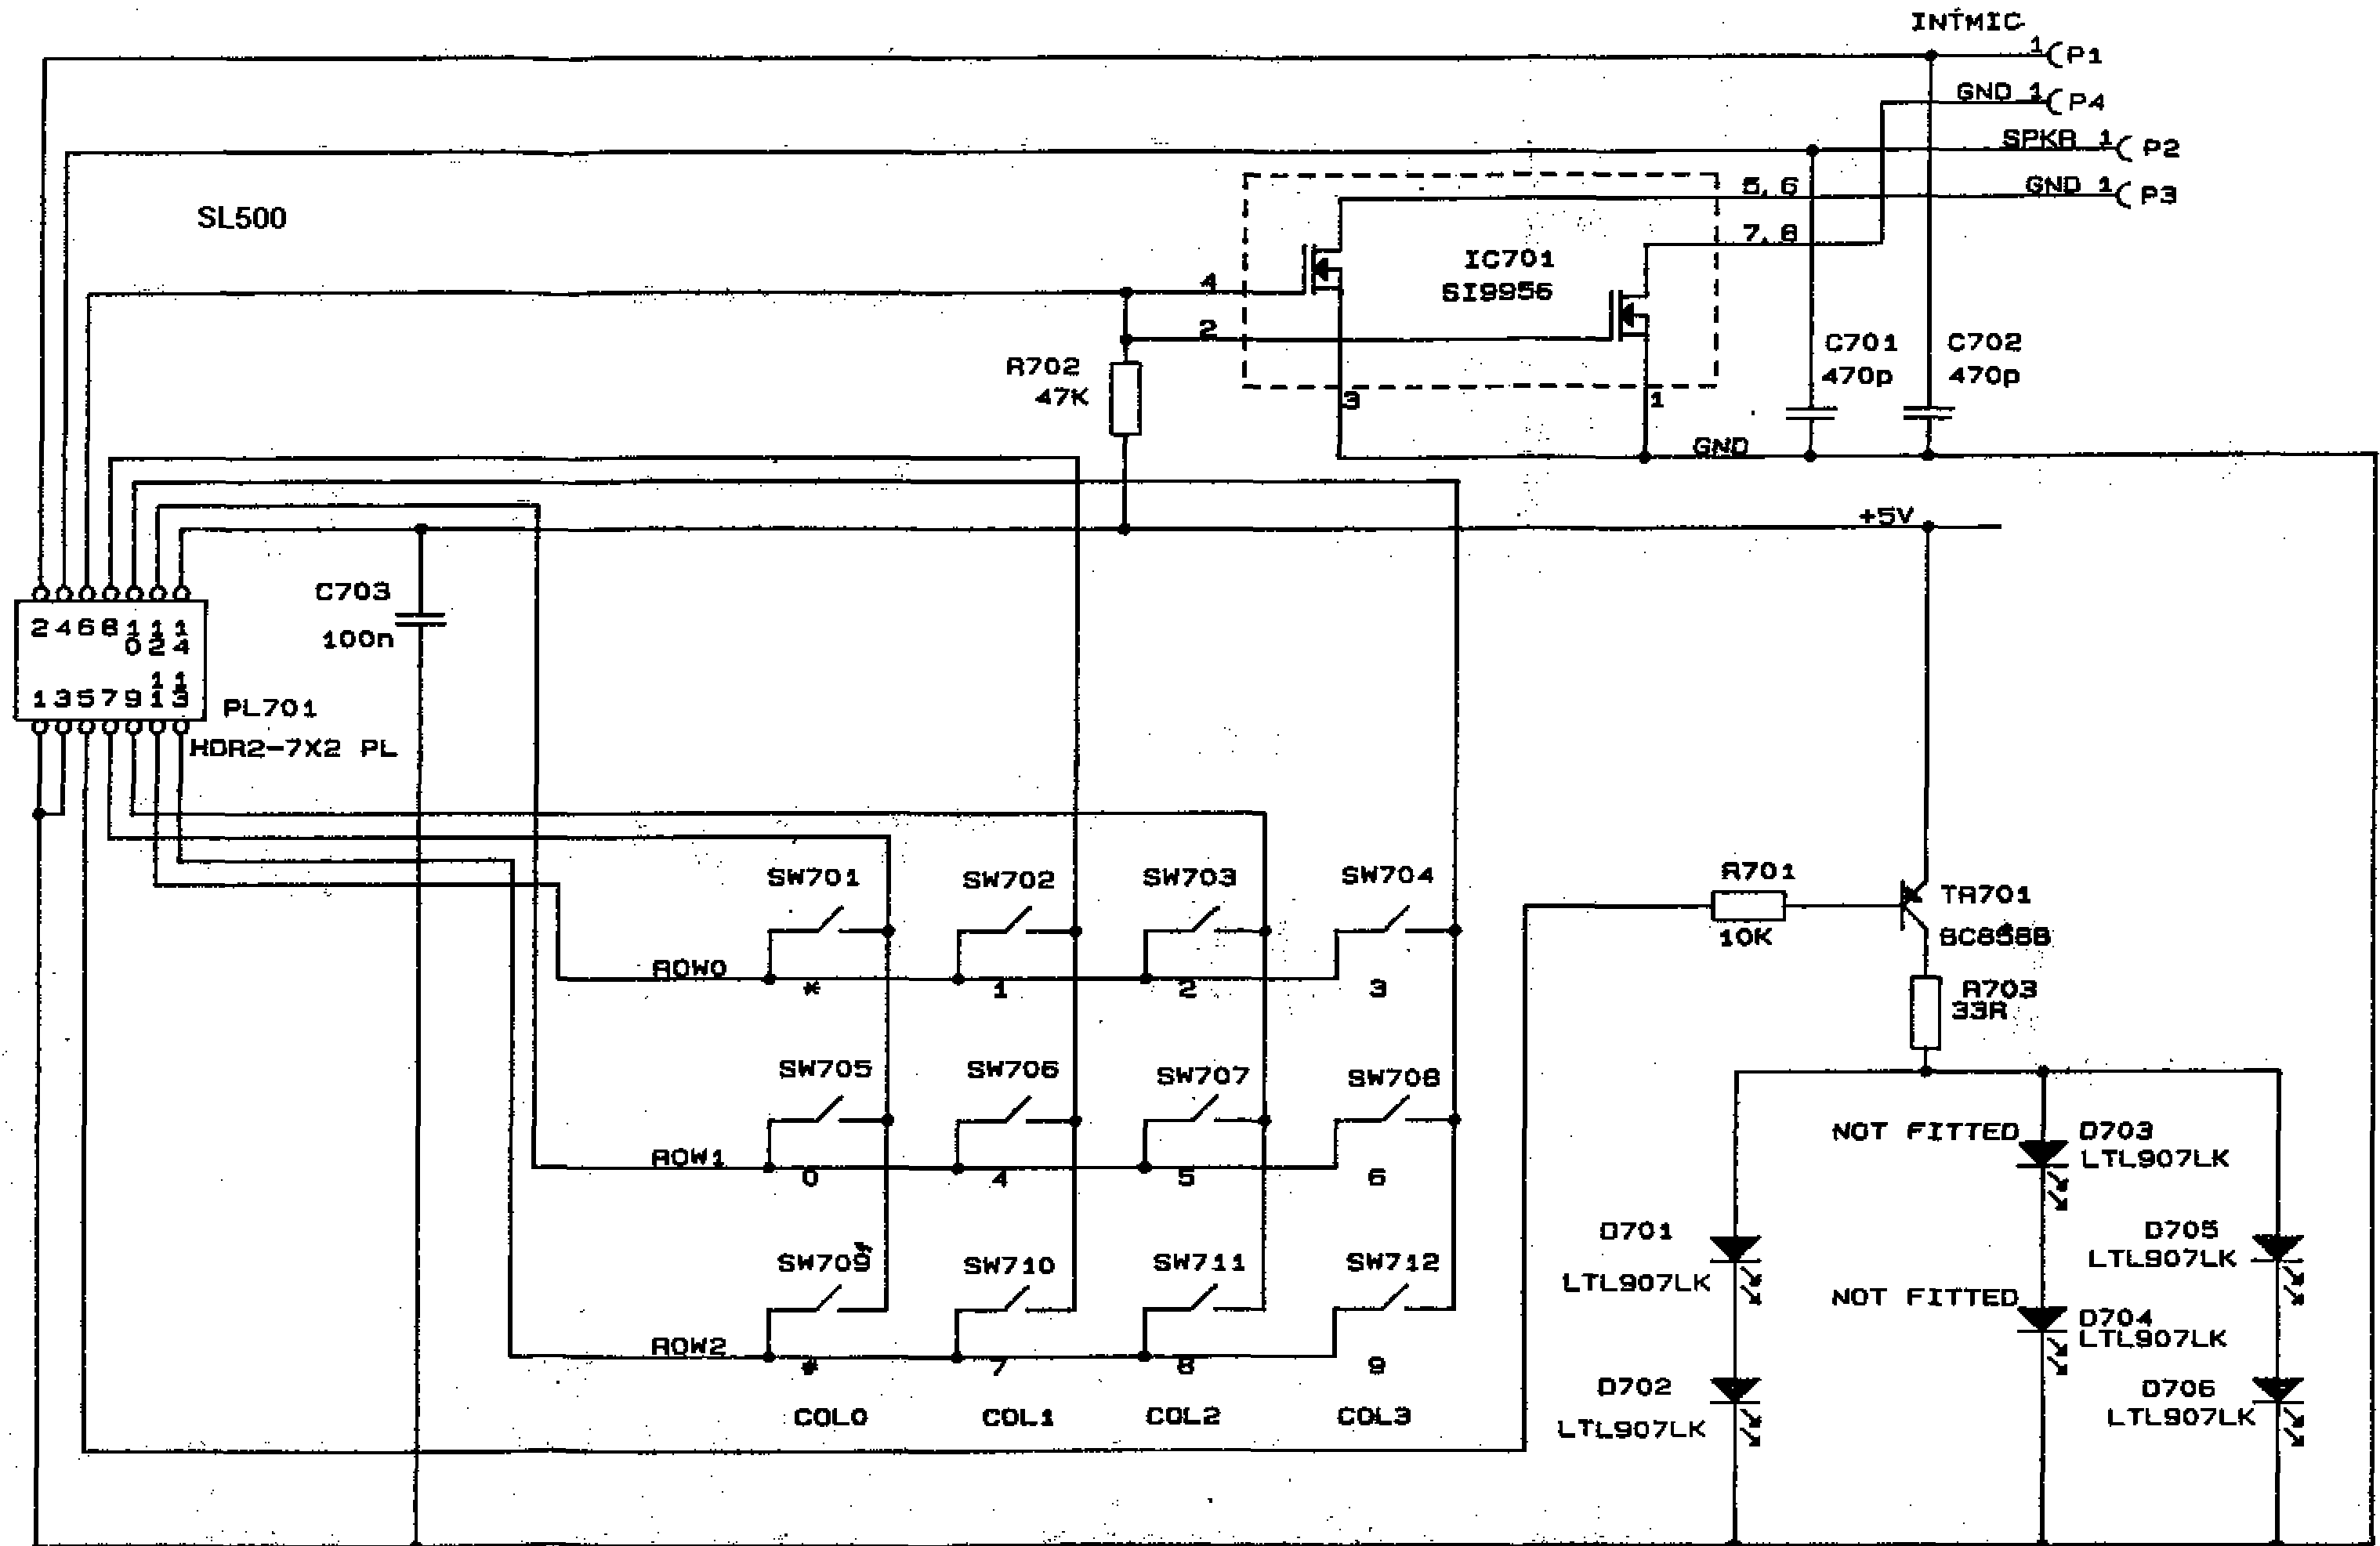 INTMIC
1 P1
GND 1 P4
SPKR 1 P2
5,6 GND 1 P3
SL500
7,8
IC701
SI9956
4
2
R702
47K
C701
470p
C702
470p
3
1
GND
+5V
C703
100n
2 4 6 8 10 12 14
1 3 5 7 9 11 13
PL701
HDR2-7X2 PL
SW701
SW702
SW703
SW704
R701
10K
TR701
BC858B
ROW0
*
1
2
3
R703
33R
SW705
SW706
SW707
SW708
NOT FITTED
D703
LTL907LK
ROW1
0
4
5
6
D701
LTL907LK
D705
LTL907LK
SW709
SW710
SW711
SW712
NOT FITTED
D704
LTL907LK
ROW2
#
7
8
9
D702
LTL907LK
D706
LTL907LK
COL0
COL1
COL2
COL3